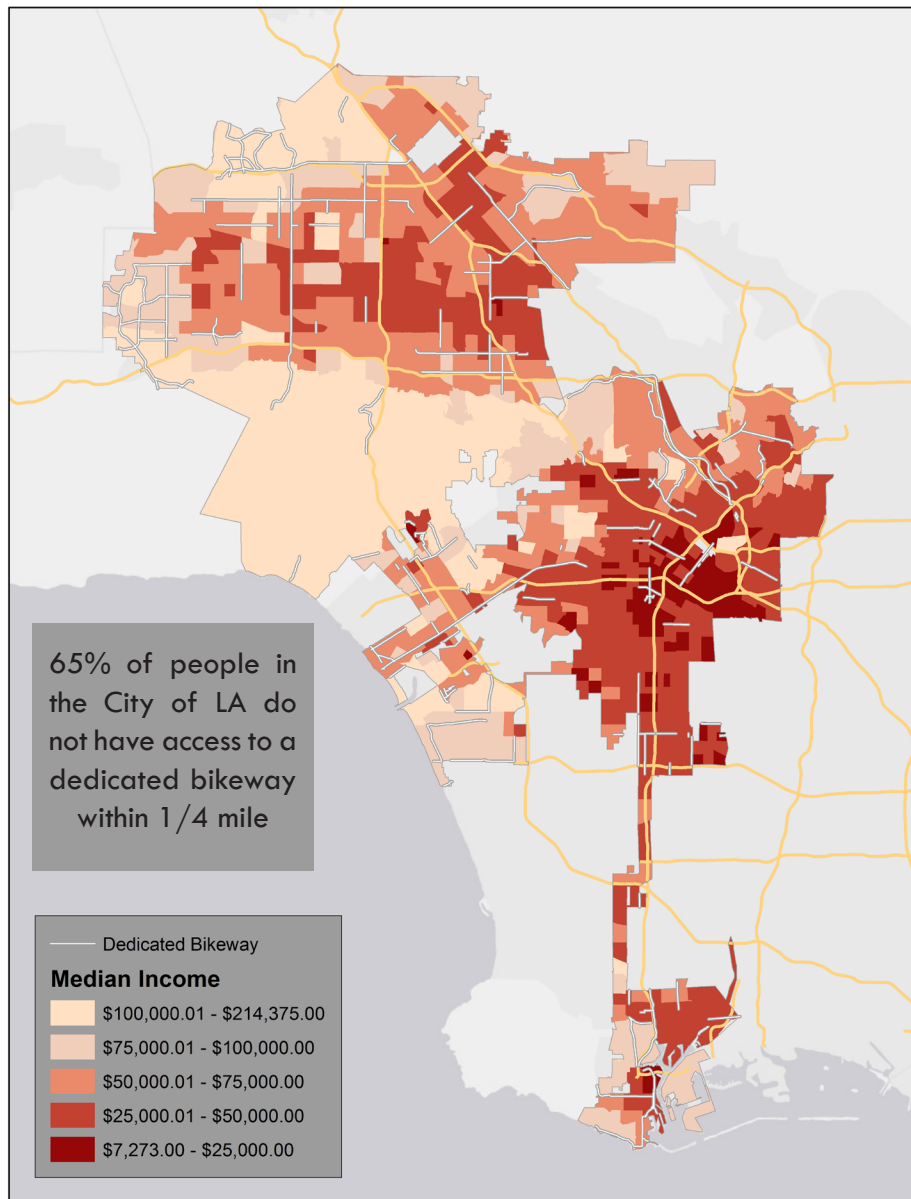 65% of people in
the City of LA do
not have access to a
dedicated bikeway
within 1/4 mile
Dedicated Bikeway
Median Income
$100,000.01 - $214,375.00
$75,000.01 - $100,000.00
$50,000.01 - $75,000.00
$25,000.01 - $50,000.00
$7,273.00 - $25,000.00